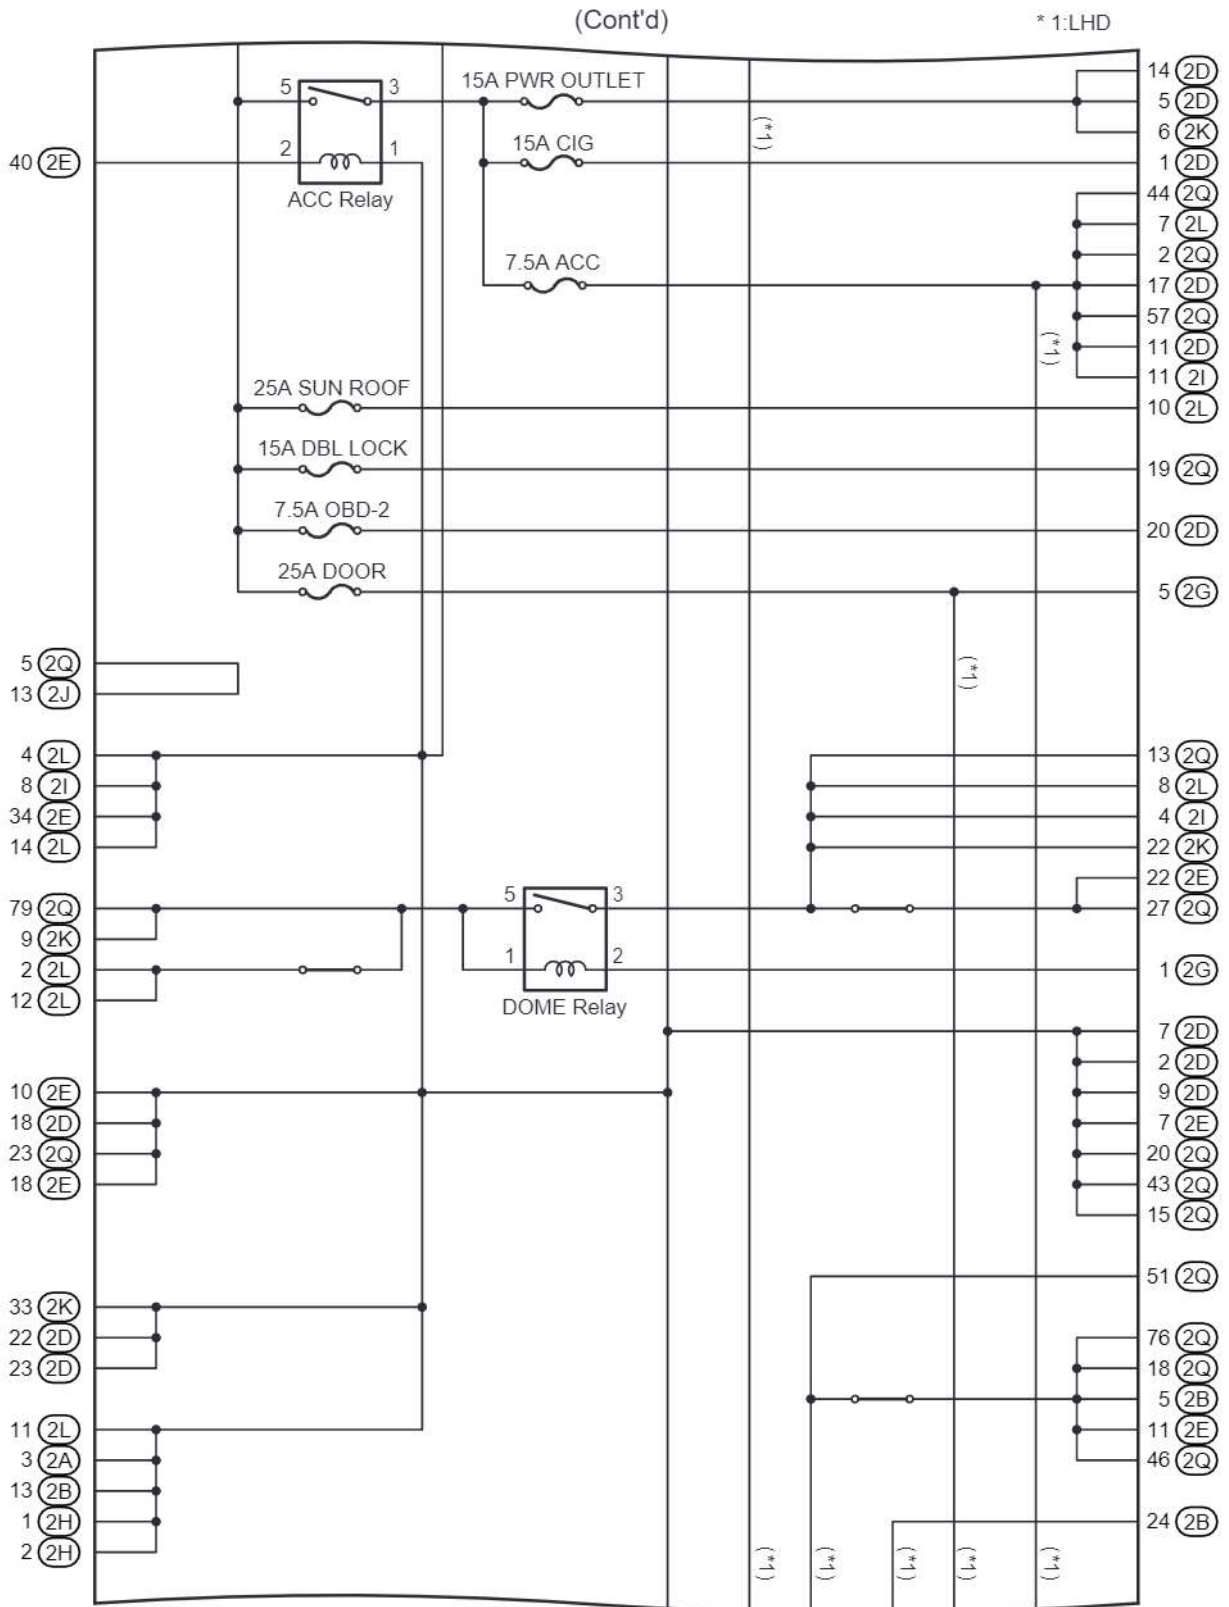 (Cont'd)
* 1:LHD
5 3
2 1
ACC Relay
15A PWR OUTLET
15A CIG
7.5A ACC
(*1)
(*1)
25A SUN ROOF
15A DBL LOCK
7.5A OBD-2
25A DOOR
(*1)
5 3
1 2
DOME Relay
40 2E
5 2Q
13 2J
4 2L
8 2I
34 2E
14 2L
79 2Q
9 2K
2 2L
12 2L
10 2E
18 2D
23 2Q
18 2E
33 2K
22 2D
23 2D
11 2L
3 2A
13 2B
1 2H
2 2H
14 2D
5 2D
6 2K
1 2D
44 2Q
7 2L
2 2Q
17 2D
57 2Q
11 2D
11 2I
10 2L
19 2Q
20 2D
5 2G
13 2Q
8 2L
4 2I
22 2K
22 2E
27 2Q
1 2G
7 2D
2 2D
9 2D
7 2E
20 2Q
43 2Q
15 2Q
51 2Q
76 2Q
18 2Q
5 2B
11 2E
46 2Q
24 2B
(*1) (*1) (*1) (*1) (*1)